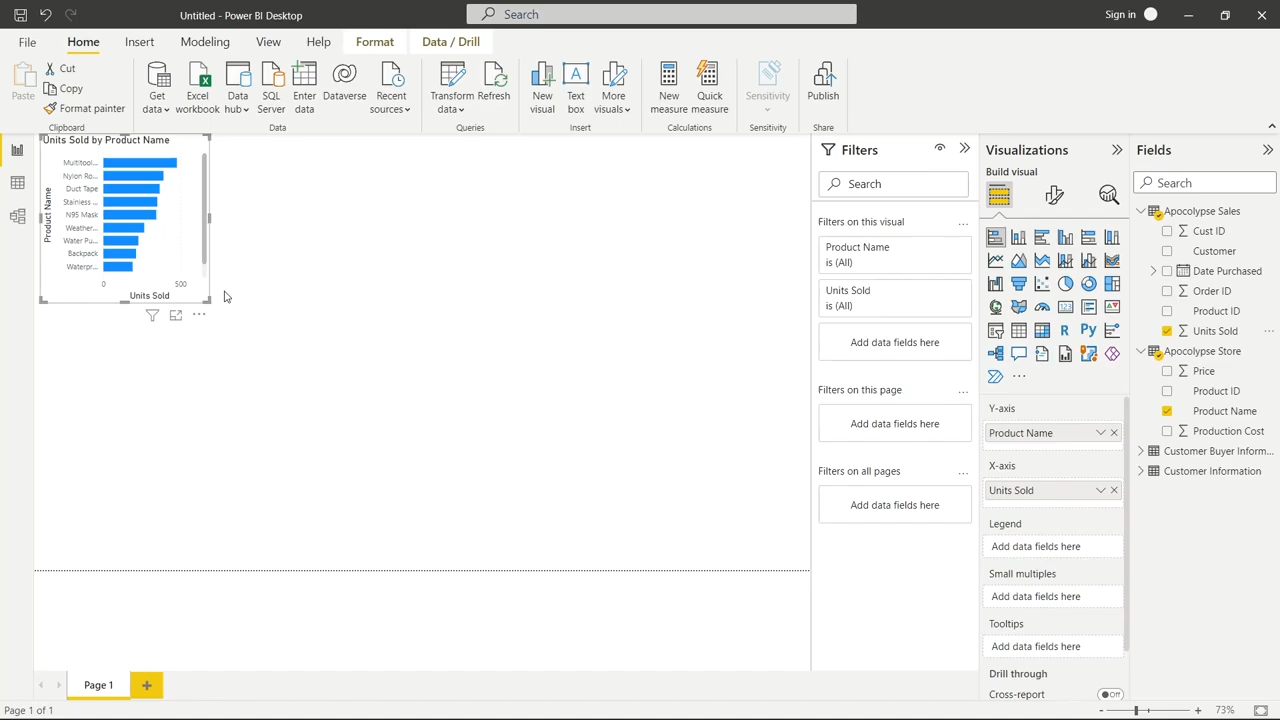 Untitled - Power BI Desktop
Search
Sign in
File
Home
Insert
Modeling
View
Help
Format
Data / Drill
Paste
Cut
Copy
Format painter
Clipboard
Get data
Excel workbook
Data hub
SQL Server
Enter data
Dataverse
Recent sources
Data
Transform data
Refresh
Queries
New visual
Text box
More visuals
Insert
New measure
Quick measure
Calculations
Sensitivity
Sensitivity
Publish
Share
Units Sold by Product Name
Product Name
Multitool...
Nylon Ro...
Duct Tape
Stainless ...
N95 Mask
Weather...
Water Pu...
Backpack
Waterpr...
0
500
Units Sold
Filters
Search
Filters on this visual
...
Product Name
is (All)
Units Sold
is (All)
Add data fields here
Filters on this page
...
Add data fields here
Filters on all pages
...
Add data fields here
Visualizations
Build visual
R
Py
123
...
Y-axis
Product Name
X-axis
Units Sold
Legend
Add data fields here
Small multiples
Add data fields here
Tooltips
Add data fields here
Drill through
Cross-report
Off
Fields
Search
Apocolypse Sales
Σ Cust ID
Customer
Date Purchased
Σ Order ID
Product ID
Σ Units Sold
...
Apocolypse Store
Σ Price
Product ID
Product Name
Σ Production Cost
Customer Buyer Inform...
Customer Information
Page 1
+
Page 1 of 1
- + 73%